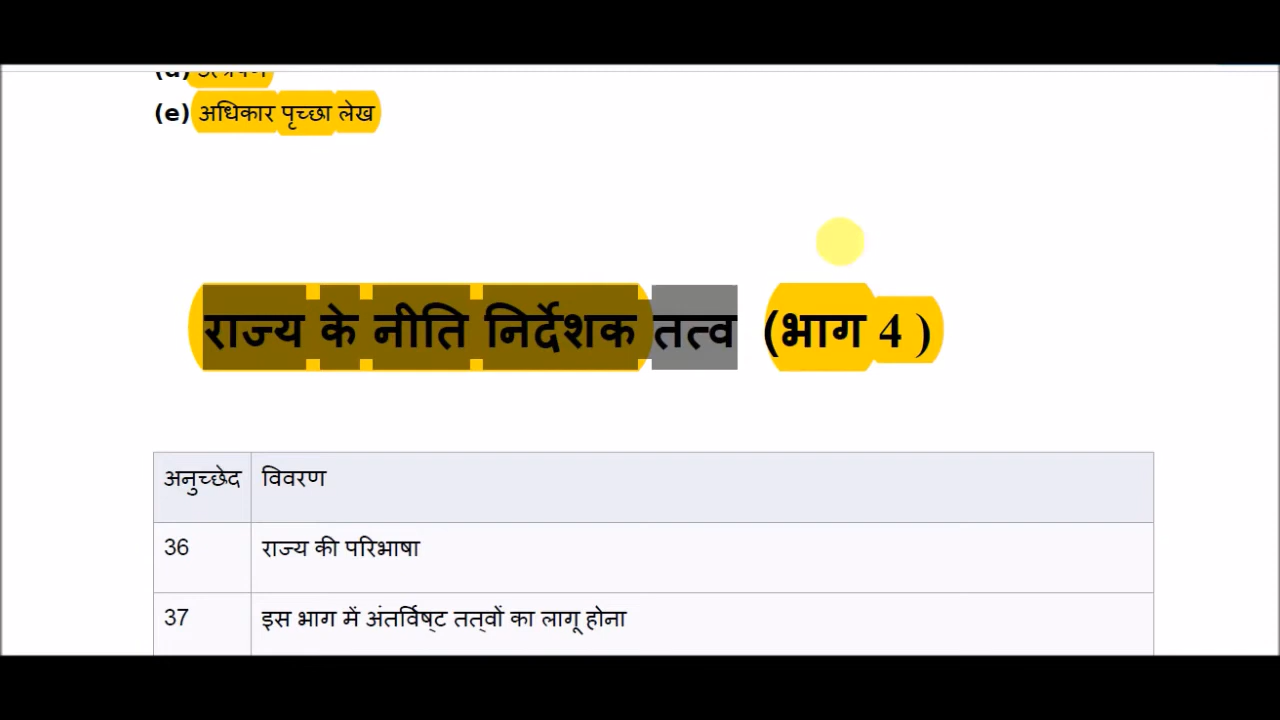 (e) अधिकार पृच्छा लेख
राज्य के नीति निर्देशक तत्व (भाग 4 )
अनुच्छेद विवरण
36 राज्य की परिभाषा
37 इस भाग में अंतर्विष्ट तत्वों का लागू होना